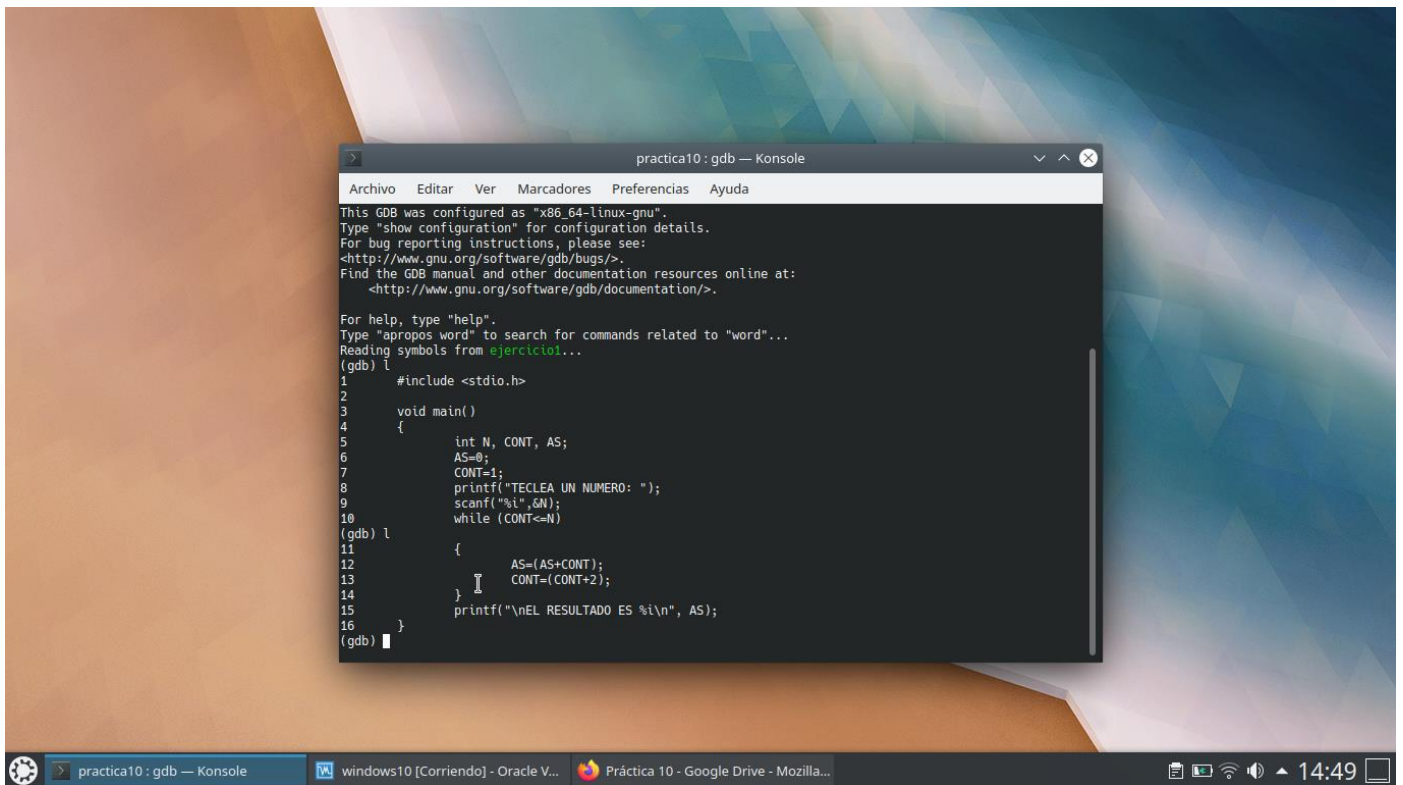 practica10 : gdb — Konsole
Archivo Editar Ver Marcadores Preferencias Ayuda
This GDB was configured as "x86_64-linux-gnu".
Type "show configuration" for configuration details.
For bug reporting instructions, please see:
<http://www.gnu.org/software/gdb/bugs/>.
Find the GDB manual and other documentation resources online at:
    <http://www.gnu.org/software/gdb/documentation/>.

For help, type "help".
Type "apropos word" to search for commands related to "word"...
Reading symbols from ejercicio1...
(gdb) l
1       #include <stdio.h>
2
3       void main()
4       {
5               int N, CONT, AS;
6               AS=0;
7               CONT=1;
8               printf("TECLEA UN NUMERO: ");
9               scanf("%i",&N);
10              while (CONT<=N)
(gdb) l
11              {
12                      AS=(AS+CONT);
13                      CONT=(CONT+2);
14              }
15              printf("\nEL RESULTADO ES %i\n", AS);
16      }
(gdb)
practica10 : gdb — Konsole
windows10 [Corriendo] - Oracle V...
Práctica 10 - Google Drive - Mozilla...
14:49